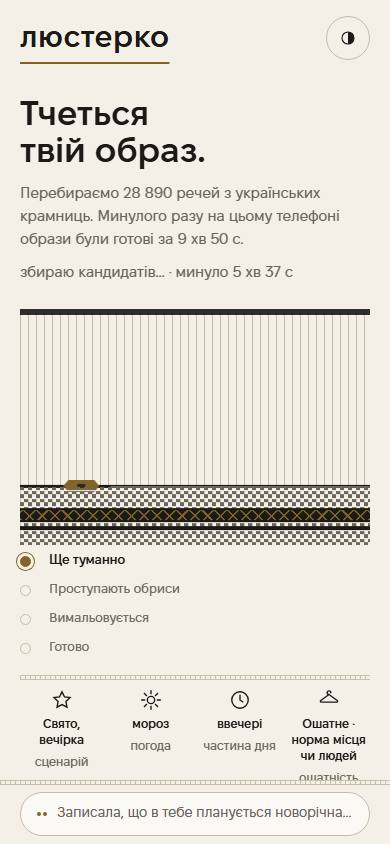 люстерко
Тчеться
твій образ.
Перебираємо 28 890 речей з українських
крамниць. Минулого разу на цьому телефоні
образи були готові за 9 хв 50 с.
збираю кандидатів... · минуло 5 хв 37 с
Ще туманно
Проступають обриси
Вимальовується
Готово
Свято,
вечірка
сценарій
мороз
погода
ввечері
частина дня
Ошатне ·
норма місця
чи людей
ошатність
Записала, що в тебе планується новорічна...